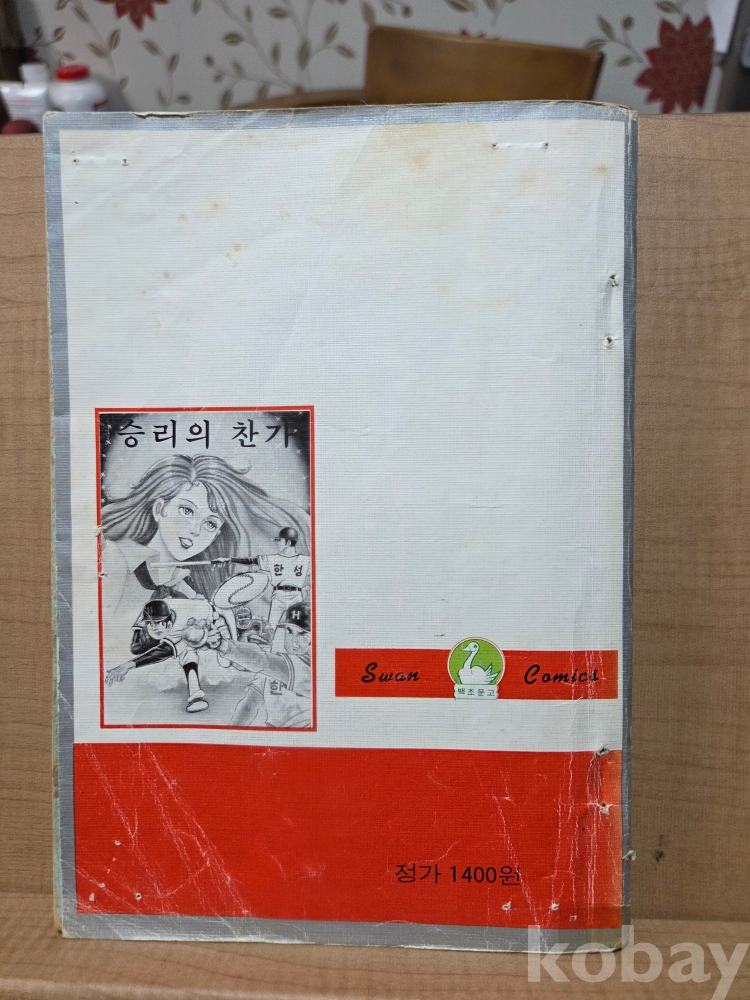 승리의 찬가
한성
H
한
Swan
백조문고
Comics
정가 1400원
kobay